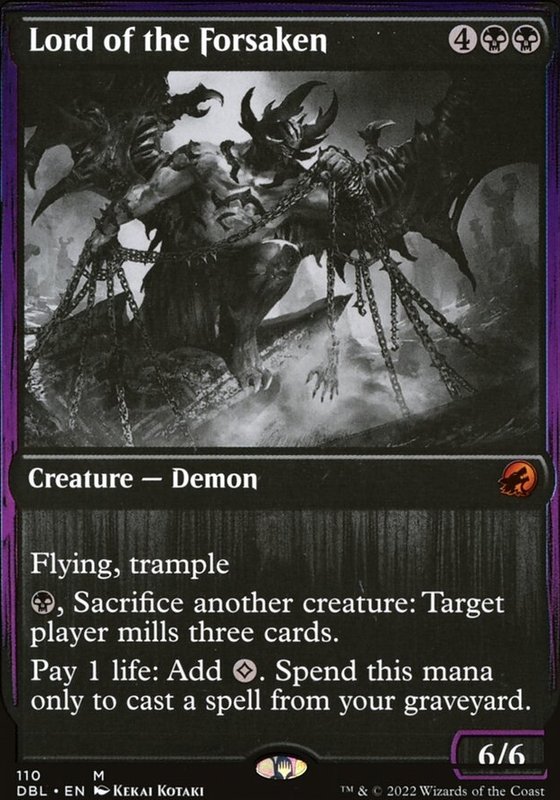 Lord of the Forsaken 4
Creature — Demon
Flying, trample
, Sacrifice another creature: Target
player mills three cards.
Pay 1 life: Add . Spend this mana
only to cast a spell from your graveyard.
6/6
110 M
DBL • EN Kekai Kotaki ™ & © 2022 Wizards of the Coast